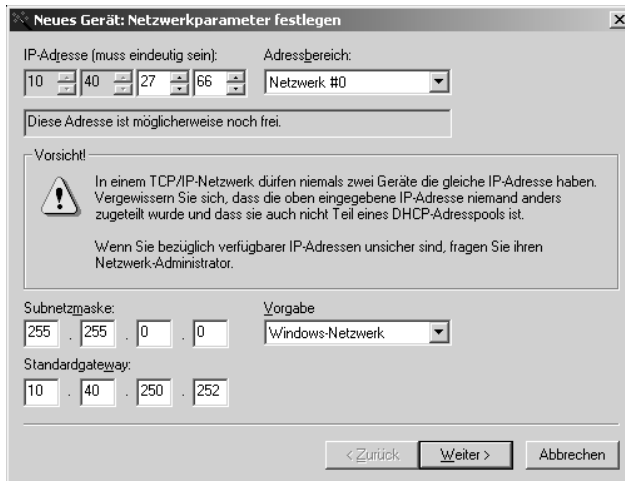 Neues Gerät: Netzwerkparameter festlegen
IP-Adresse (muss eindeutig sein):
Adressbereich:
10 40 27 66
Netzwerk #0
Diese Adresse ist möglicherweise noch frei.
Vorsicht!
In einem TCP/IP-Netzwerk dürfen niemals zwei Geräte die gleiche IP-Adresse haben.
Vergewissern Sie sich, dass die oben eingegebene IP-Adresse niemand anders
zugeteilt wurde und dass sie auch nicht Teil eines DHCP-Adresspools ist.
Wenn Sie bezüglich verfügbarer IP-Adressen unsicher sind, fragen Sie ihren
Netzwerk-Administrator.
Subnetzmaske:
Vorgabe
255 . 255 . 0 . 0
Windows-Netzwerk
Standardgateway:
10 . 40 . 250 . 252
< Zurück
Weiter >
Abbrechen